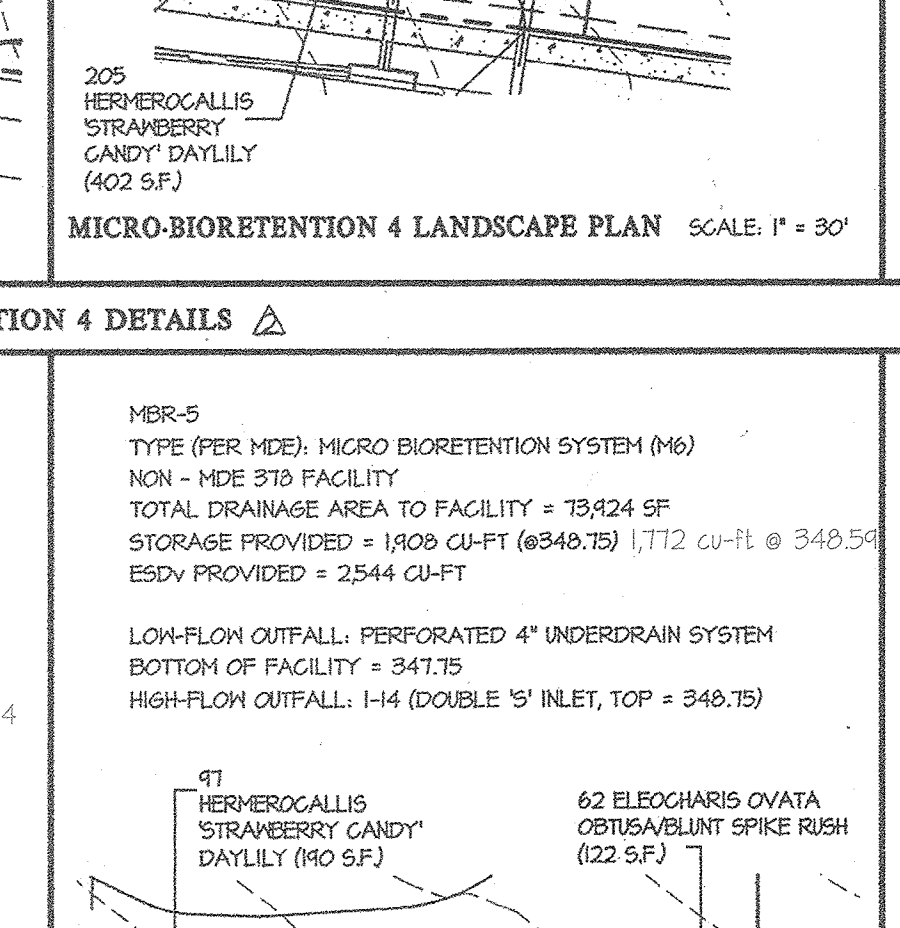 205
HERMEROCALLIS
'STRAWBERRY
CANDY' DAYLILY
(402 S.F.)
MICRO-BIORETENTION 4 LANDSCAPE PLAN SCALE: 1" = 30'
TION 4 DETAILS 2
MBR-5
TYPE (PER MDE): MICRO BIORETENTION SYSTEM (M6)
NON - MDE 378 FACILITY
TOTAL DRAINAGE AREA TO FACILITY = 73,924 SF
STORAGE PROVIDED = 1,908 CU-FT (@348.75) 1,772 cu-ft @ 348.59
ESDv PROVIDED = 2,544 CU-FT
LOW-FLOW OUTFALL: PERFORATED 4" UNDERDRAIN SYSTEM
BOTTOM OF FACILITY = 347.75
HIGH-FLOW OUTFALL: I-14 (DOUBLE 'S' INLET, TOP = 348.75)
4
97
HERMEROCALLIS
'STRAWBERRY CANDY'
DAYLILY (190 S.F.)
62 ELEOCHARIS OVATA
OBTUSA/BLUNT SPIKE RUSH
(122 S.F.)